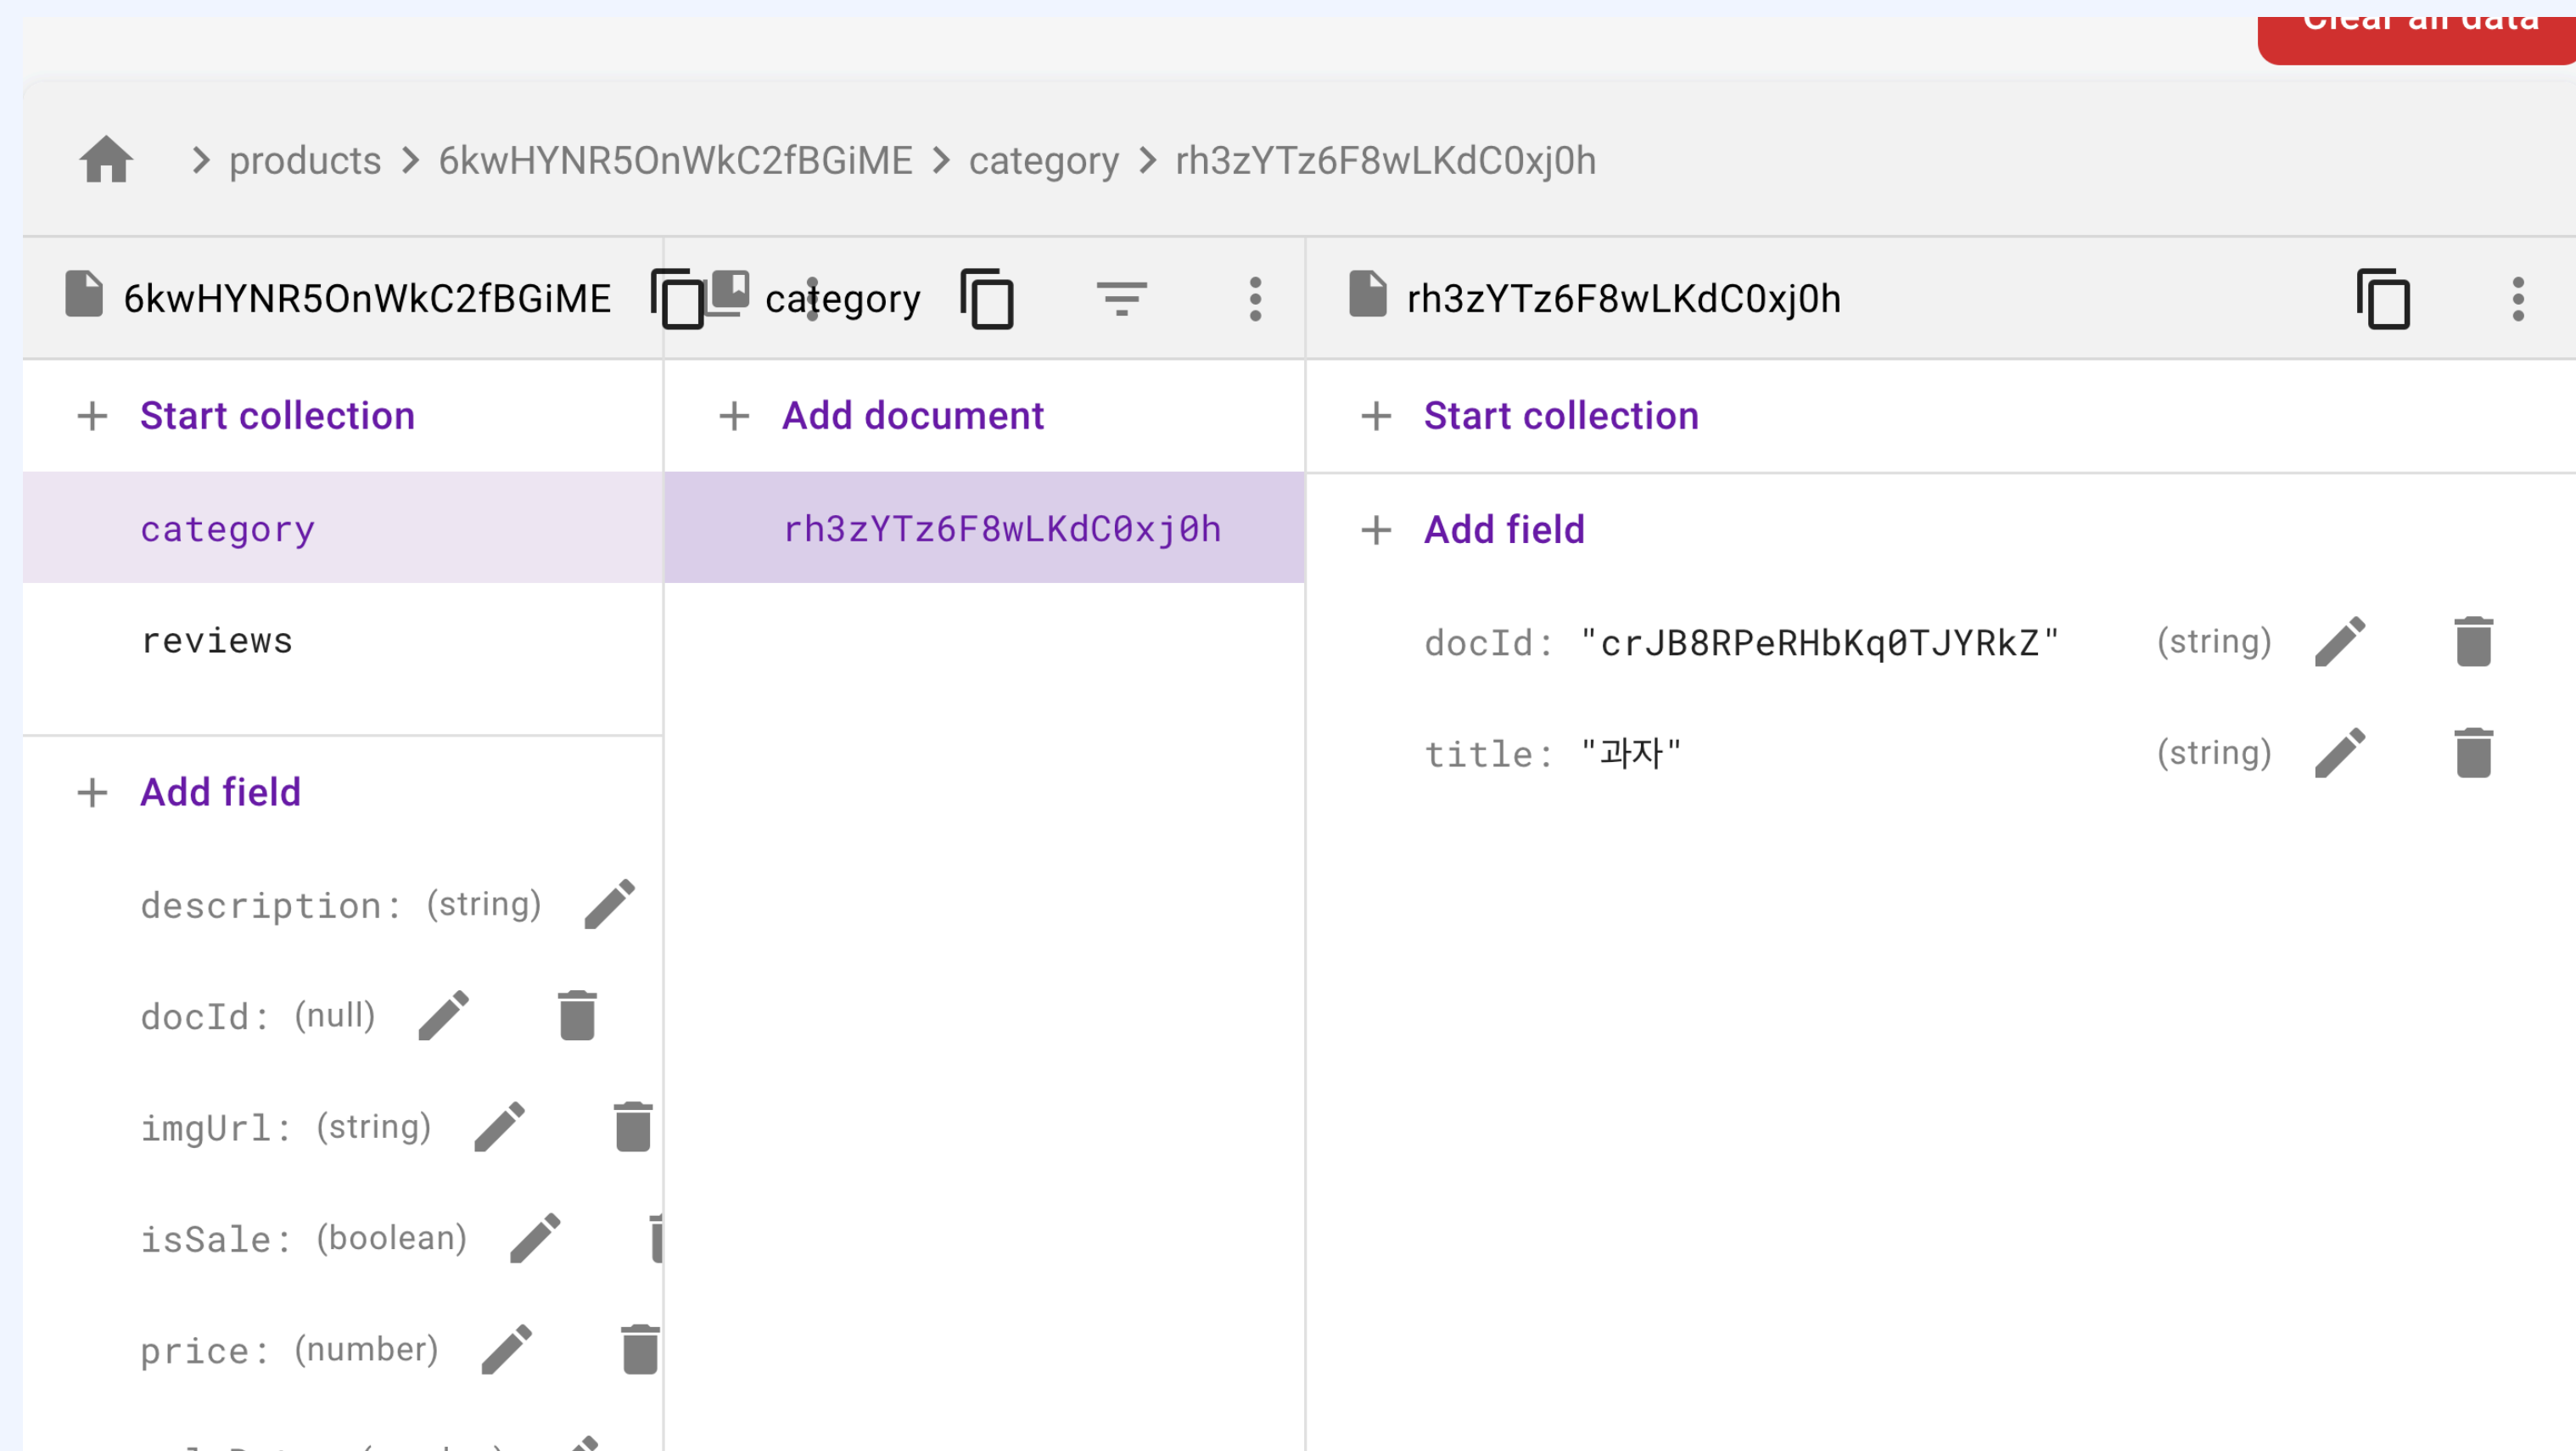 Clear all data
products
6kwHYNR5OnWkC2fBGiME
category
rh3zYTz6F8wLKdC0xj0h
6kwHYNR5OnWkC2fBGiME
category
rh3zYTz6F8wLKdC0xj0h
Start collection
category
reviews
Add field
description: (string)
docId: (null)
imgUrl: (string)
isSale: (boolean)
price: (number)
Add document
rh3zYTz6F8wLKdC0xj0h
Start collection
Add field
docId: "crJB8RPeRHbKq0TJYRkZ" (string)
title: "과자" (string)